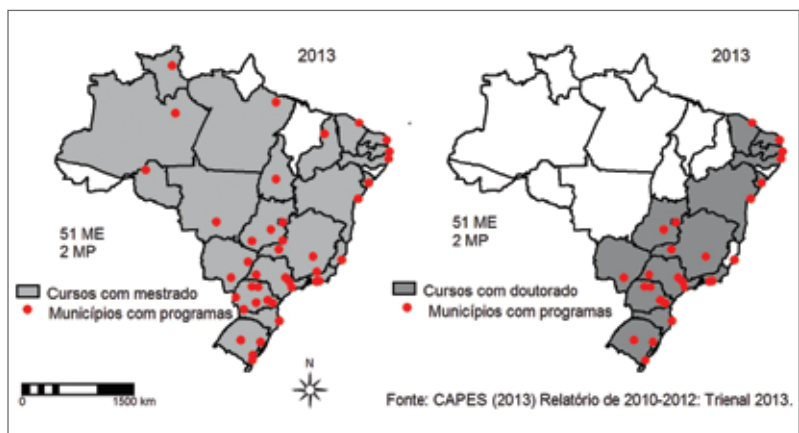 2013
51 ME
2 MP
Cursos com mestrado
Municípios com programas
N
0
1500 km
2013
51 ME
2 MP
Cursos com doutorado
Municípios com programas
Fonte: CAPES (2013) Relatório de 2010-2012: Trienal 2013.